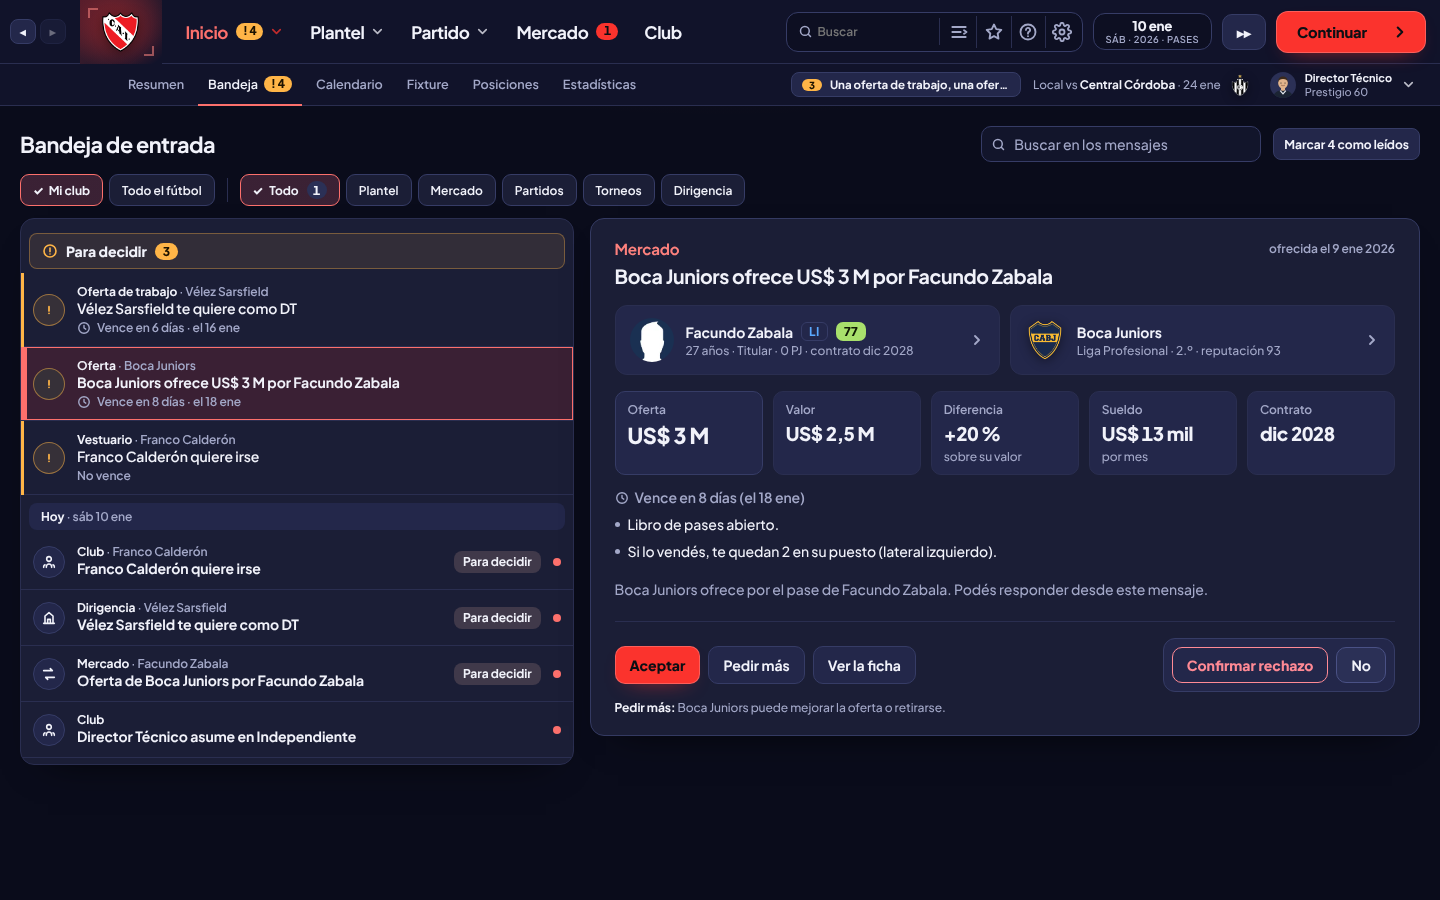 Inicio !4 Plantel Partido Mercado 1 Club
Buscar
10 ene
SÁB · 2026 · PASES
Continuar
Resumen Bandeja !4 Calendario Fixture Posiciones Estadísticas
3 Una oferta de trabajo, una ofer…
Local vs Central Córdoba · 24 ene
Director Técnico
Prestigio 60
Bandeja de entrada
Buscar en los mensajes
Marcar 4 como leídos
Mi club Todo el fútbol Todo 1 Plantel Mercado Partidos Torneos Dirigencia
Para decidir 3
Oferta de trabajo · Vélez Sarsfield
! Vélez Sarsfield te quiere como DT
Vence en 6 días · el 16 ene
Oferta · Boca Juniors
! Boca Juniors ofrece US$ 3 M por Facundo Zabala
Vence en 8 días · el 18 ene
Vestuario · Franco Calderón
! Franco Calderón quiere irse
No vence
Hoy · sáb 10 ene
Club · Franco Calderón
Franco Calderón quiere irse
Para decidir
Dirigencia · Vélez Sarsfield
Vélez Sarsfield te quiere como DT
Para decidir
Mercado · Facundo Zabala
Oferta de Boca Juniors por Facundo Zabala
Para decidir
Club
Director Técnico asume en Independiente
Mercado
ofrecida el 9 ene 2026
Boca Juniors ofrece US$ 3 M por Facundo Zabala
Facundo Zabala LI 77
27 años · Titular · 0 PJ · contrato dic 2028
CABJ
Boca Juniors
Liga Profesional · 2.º · reputación 93
Oferta
US$ 3 M
Valor
US$ 2,5 M
Diferencia
+20 %
sobre su valor
Sueldo
US$ 13 mil
por mes
Contrato
dic 2028
Vence en 8 días (el 18 ene)
• Libro de pases abierto.
• Si lo vendés, te quedan 2 en su puesto (lateral izquierdo).
Boca Juniors ofrece por el pase de Facundo Zabala. Podés responder desde este mensaje.
Aceptar Pedir más Ver la ficha Confirmar rechazo No
Pedir más: Boca Juniors puede mejorar la oferta o retirarse.